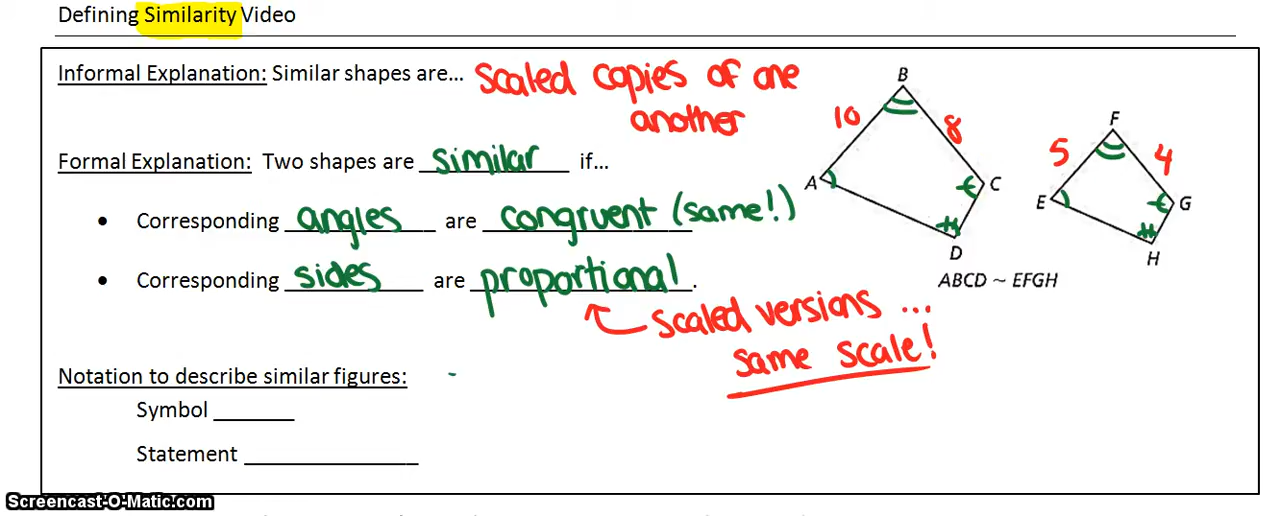 Defining Similarity Video
Informal Explanation: Similar shapes are... scaled copies of one
another
Formal Explanation: Two shapes are similar if...
• Corresponding angles are congruent (same!)
• Corresponding sides are proportional.
scaled versions ...
same scale!
Notation to describe similar figures: -
Symbol ______
Statement ______________
B
10
8
A
C
D
F
5
4
E
G
H
ABCD ~ EFGH
Screencast-O-Matic.com